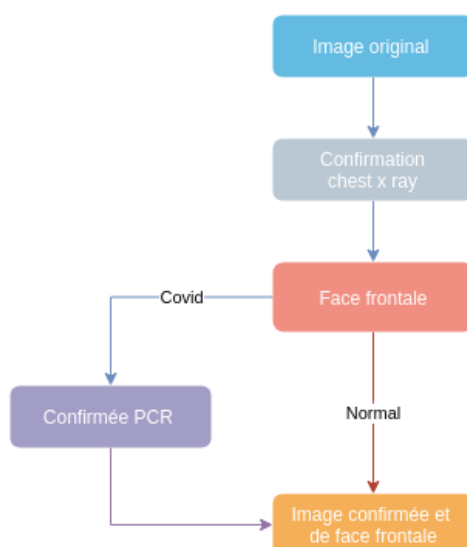 Image original
Confirmation
chest x ray
Face frontale
Covid
Confirmée PCR
Normal
Image confirmée et
de face frontale